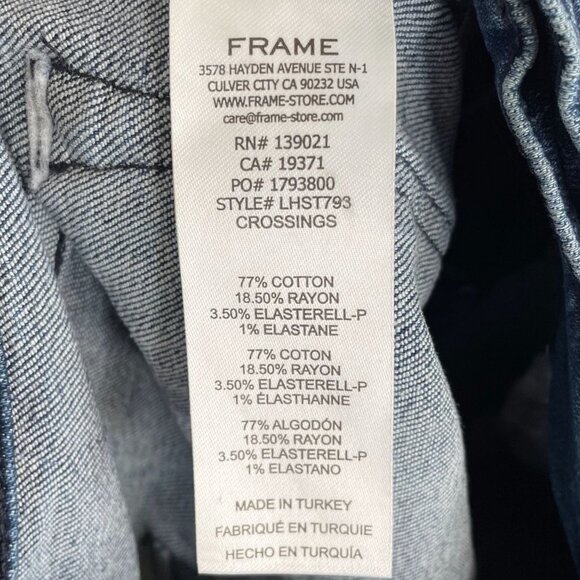 FRAME
3578 HAYDEN AVENUE STE N-1
CULVER CITY CA 90232 USA
WWW.FRAME-STORE.COM
care@frame-store.com
RN# 139021
CA# 19371
PO# 1793800
STYLE# LHST793
CROSSINGS
77% COTTON
18.50% RAYON
3.50% ELASTERELL-P
1% ELASTANE
77% COTON
18.50% RAYON
3.50% ELASTERELL-P
1% ÉLASTHANNE
77% ALGODÓN
18.50% RAYON
3.50% ELASTERELL-P
1% ELASTANO
MADE IN TURKEY
FABRIQUÉ EN TURQUIE
HECHO EN TURQUÍA